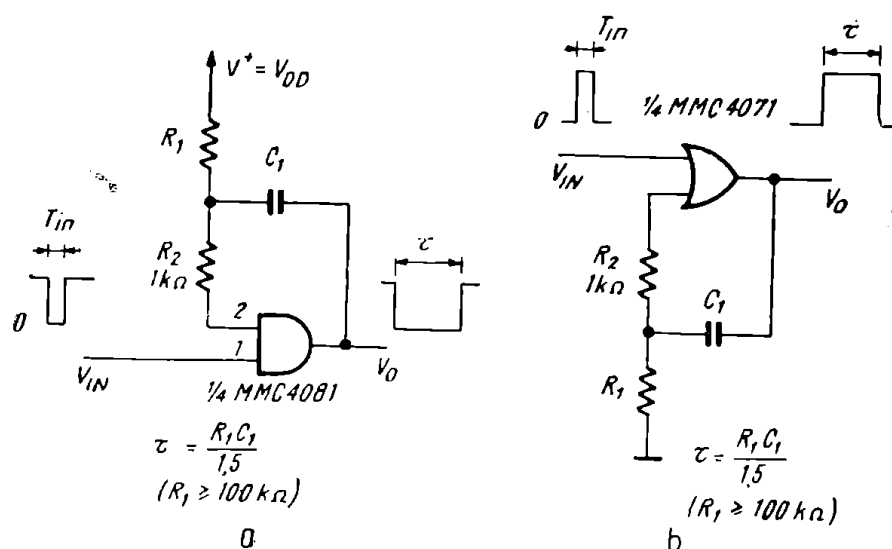 V⁺ = V_DD
R₁
C₁
T_in
R₂
1kΩ
τ
0
2
1
V_IN
V_O
¼ MMC4081
τ = R₁C₁ / 1,5
(R₁ ≥ 100 kΩ)
a
T_in
τ
0
¼ MMC4071
V_IN
V_O
R₂
1kΩ
C₁
R₁
τ = R₁C₁ / 1,5
(R₁ ≥ 100 kΩ)
b